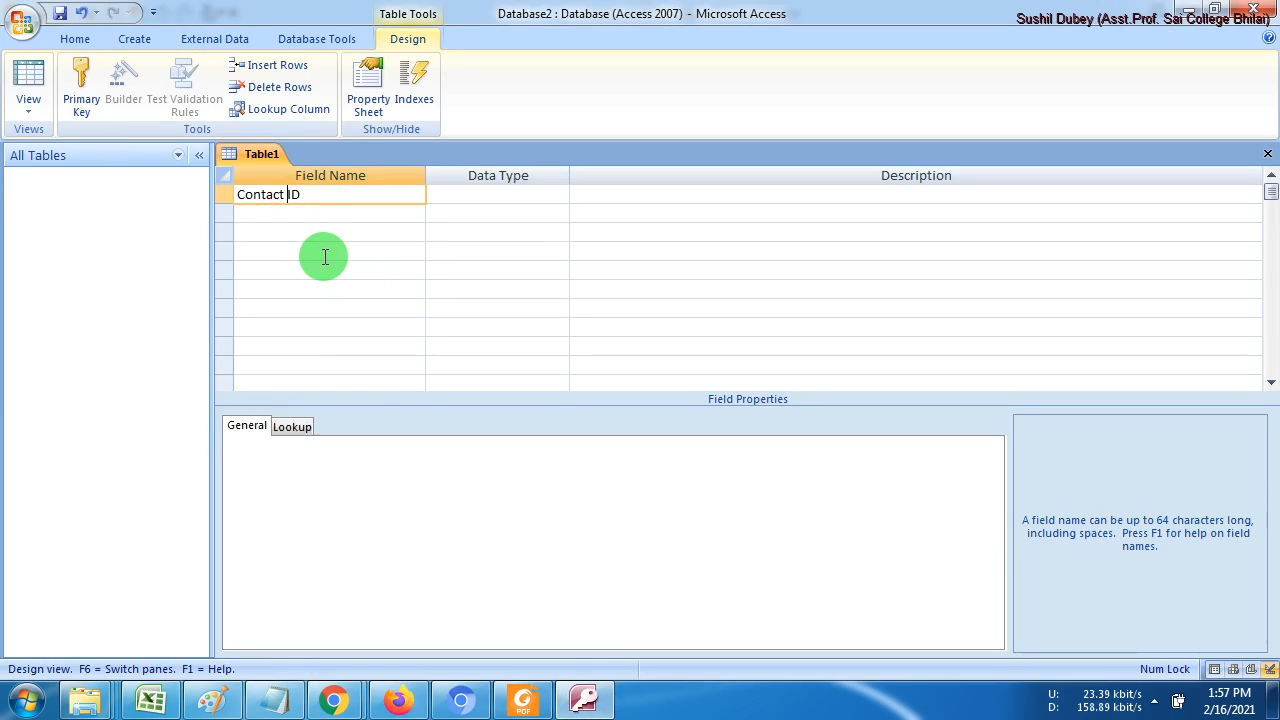 Table Tools
Database2 : Database (Access 2007) - Microsoft Access
Sushil Dubey (Asst.Prof. Sai College Bhilai)
Home
Create
External Data
Database Tools
Design
View
Primary
Key
Builder
Test Validation
Rules
Insert Rows
Delete Rows
Lookup Column
Property
Sheet
Indexes
Views
Tools
Show/Hide
All Tables
Table1
Field Name
Data Type
Description
Contact ID
Field Properties
General
Lookup
A field name can be up to 64 characters long,
including spaces. Press F1 for help on field
names.
Design view. F6 = Switch panes. F1 = Help.
Num Lock
PDF
U: 23.39 kbit/s
D: 158.89 kbit/s
1:57 PM
2/16/2021